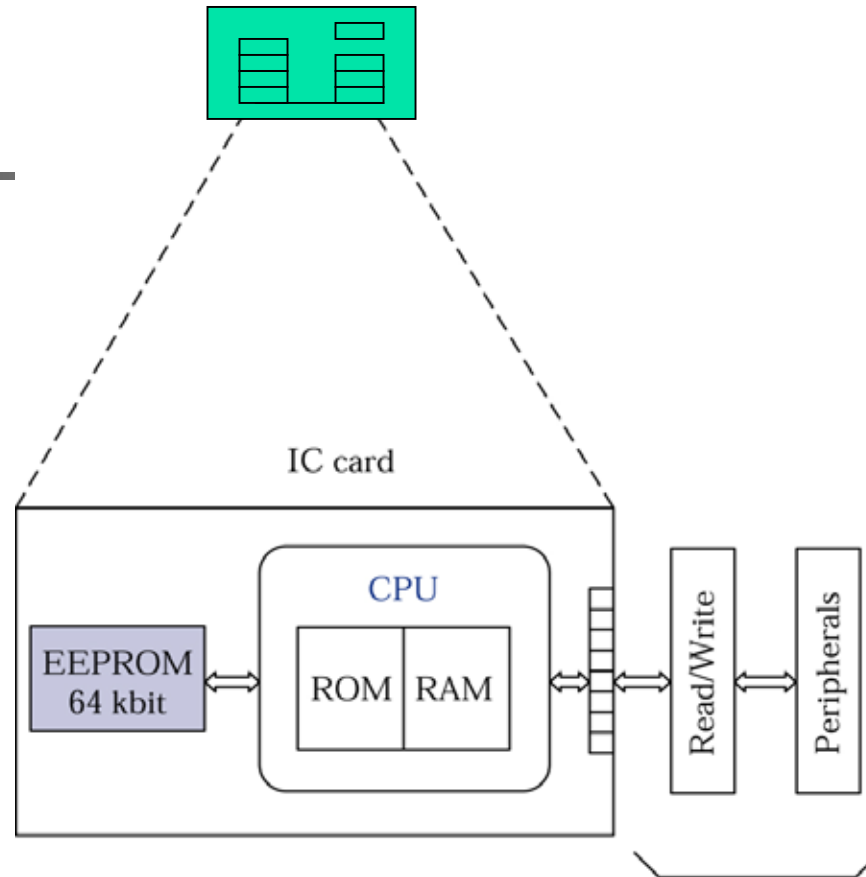 IC card
CPU
EEPROM
64 kbit
ROM
RAM
Read/Write
Peripherals